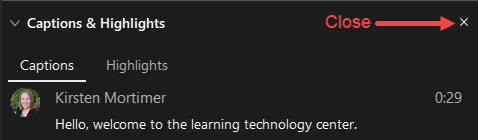 Captions & Highlights
Close
Captions Highlights
Kirsten Mortimer 0:29
Hello, welcome to the learning technology center.